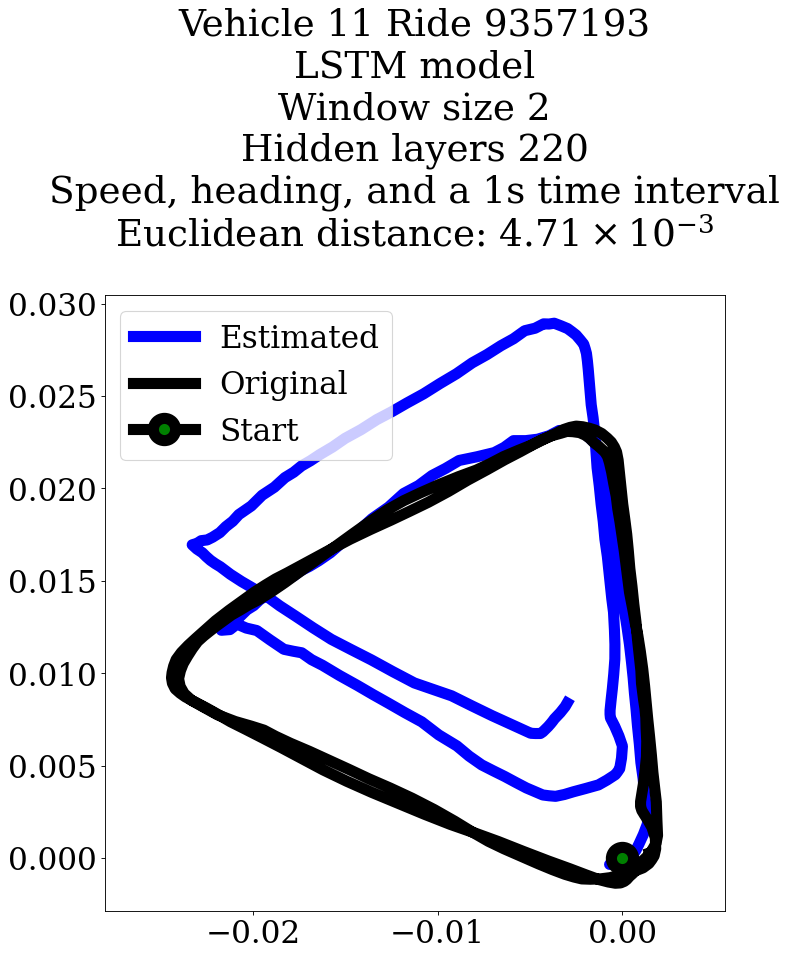 Vehicle 11 Ride 9357193
LSTM model
Window size 2
Hidden layers 220
Speed, heading, and a 1s time interval
Euclidean distance: 4.71 × 10⁻³
0.030
0.025
0.020
0.015
0.010
0.005
0.000
Estimated
Original
Start
−0.02
−0.01
0.00